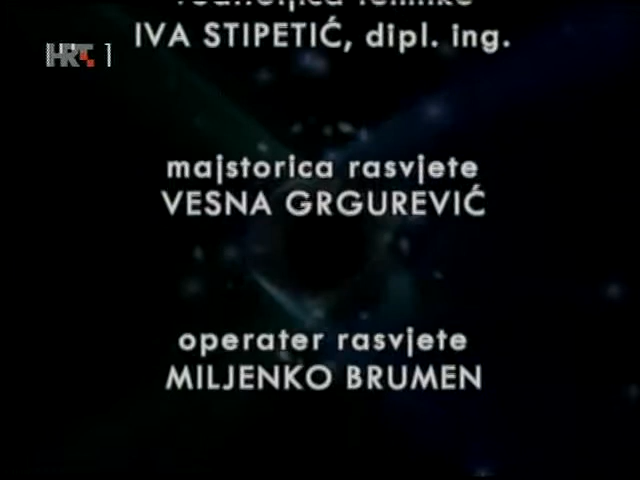 IVA STIPETIĆ, dipl. ing.
HRT 1
majstorica rasvjete
VESNA GRGUREVIĆ
operater rasvjete
MILJENKO BRUMEN